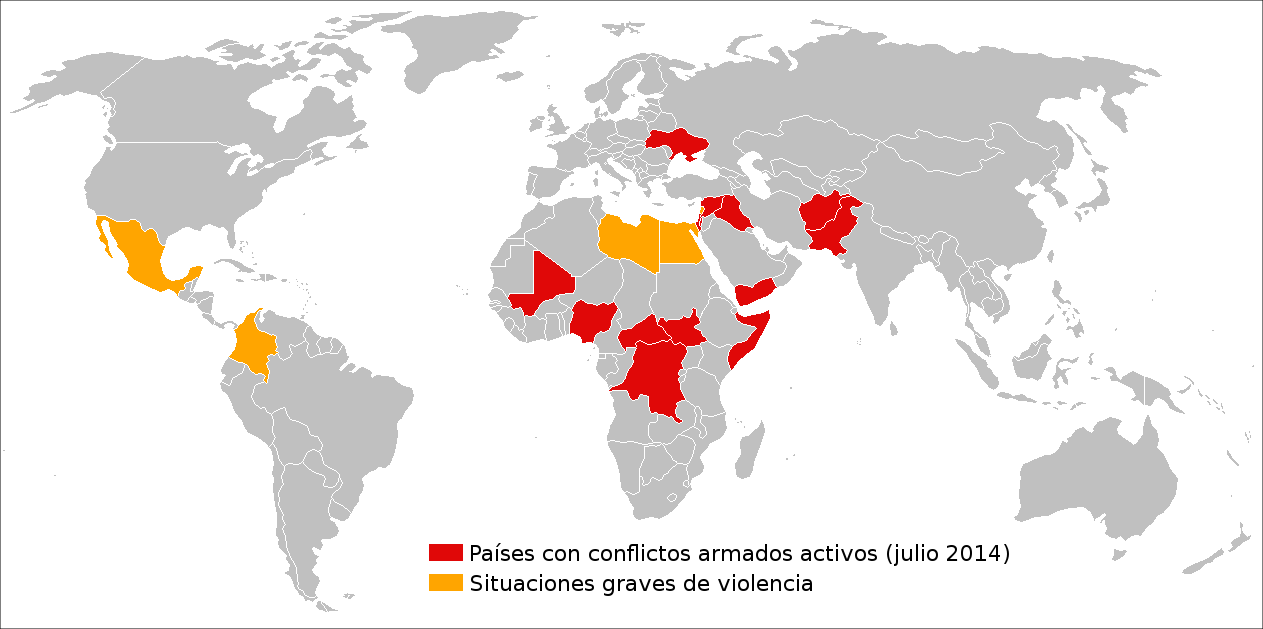 Países con conflictos armados activos (julio 2014)
Situaciones graves de violencia